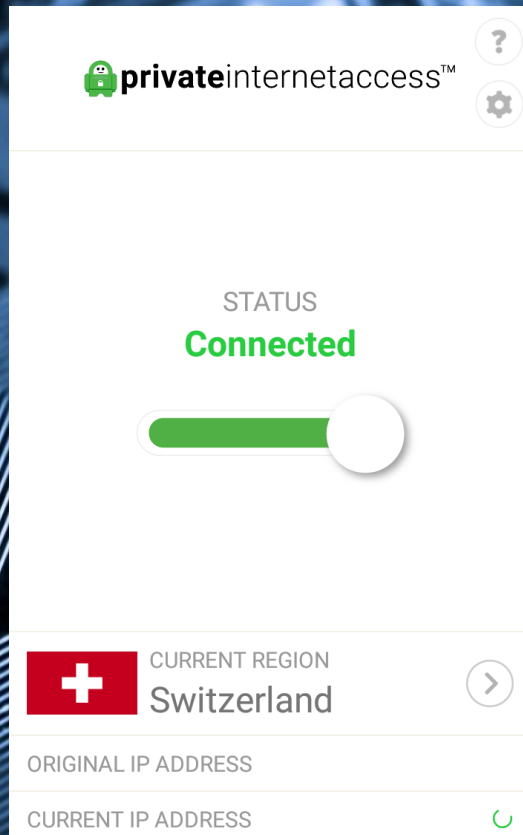 privateinternetaccess™
?
STATUS
Connected
CURRENT REGION
Switzerland
ORIGINAL IP ADDRESS
CURRENT IP ADDRESS